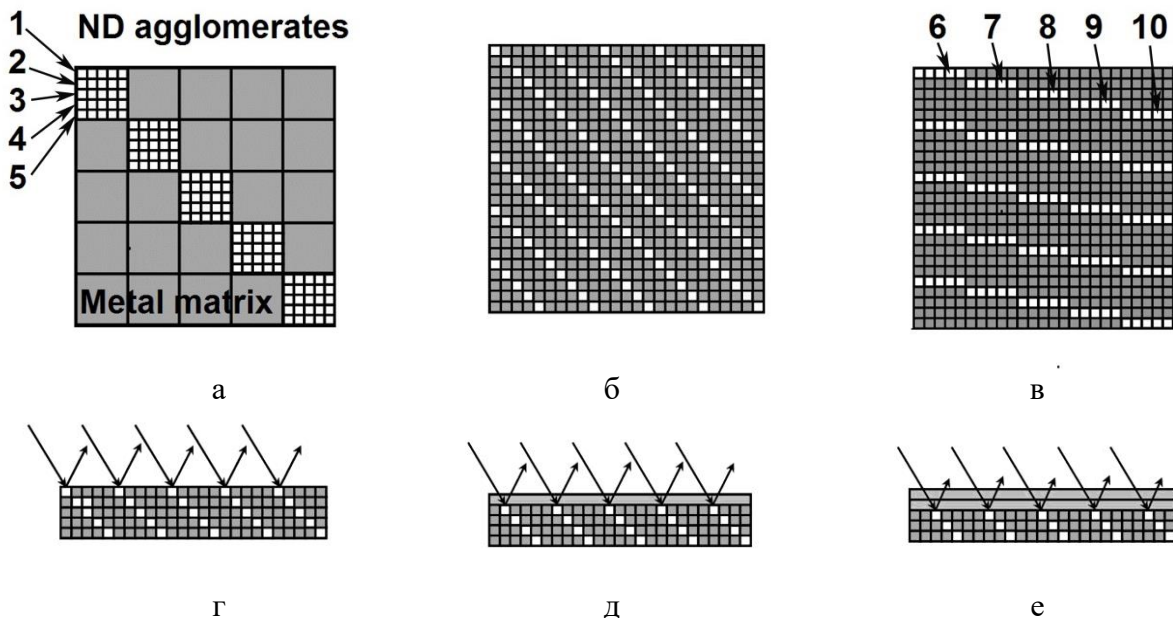 1 ND agglomerates
2
3
4
5
Metal matrix
6 7 8 9 10
а б в
г д е